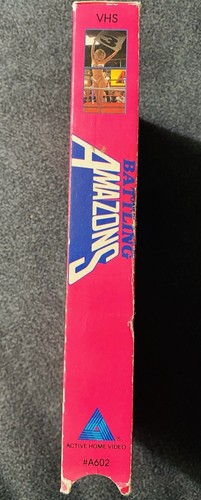 VHS
BATTLING
AMAZONS
ACTIVE HOME VIDEO
#A602